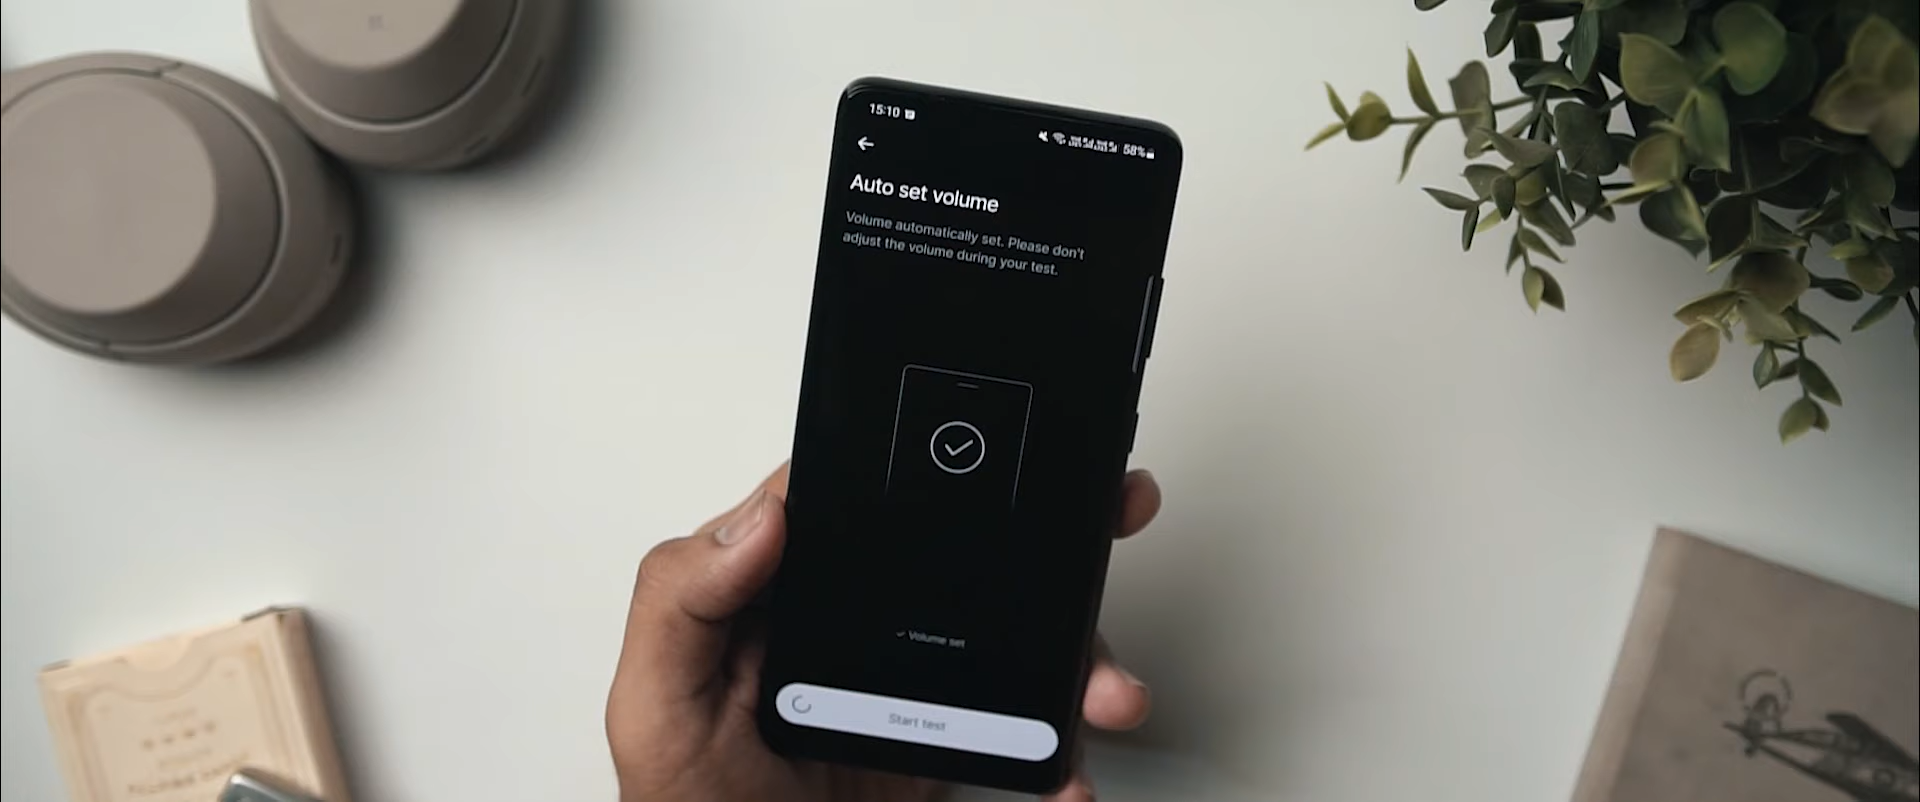 15:10
58%
Auto set volume
Volume automatically set. Please don't
adjust the volume during your test.
Volume set
Start test